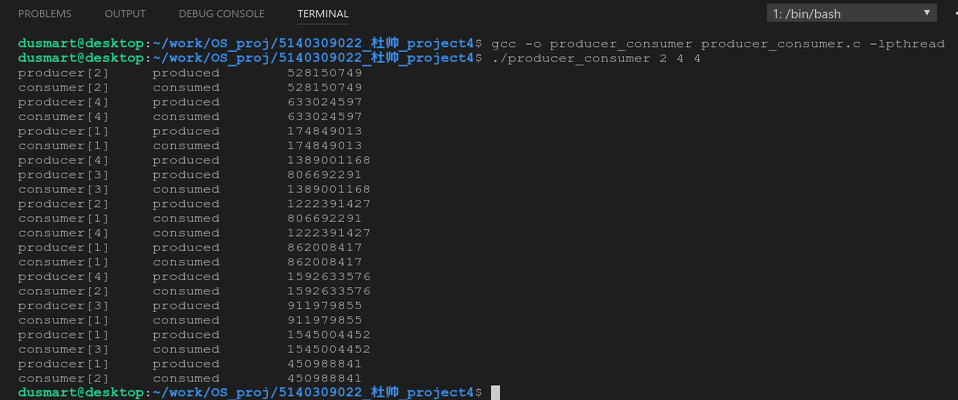 PROBLEMS OUTPUT DEBUG CONSOLE TERMINAL 1: /bin/bash
dusmart@desktop:~/work/OS_proj/5140309022_杜帅_project4$ gcc -o producer_consumer producer_consumer.c -lpthread
dusmart@desktop:~/work/OS_proj/5140309022_杜帅_project4$ ./producer_consumer 2 4 4
producer[2] produced 528150749
consumer[2] consumed 528150749
producer[4] produced 633024597
consumer[4] consumed 633024597
producer[1] produced 174849013
consumer[1] consumed 174849013
producer[4] produced 1389001168
producer[3] produced 806692291
consumer[3] consumed 1389001168
producer[2] produced 1222391427
consumer[1] consumed 806692291
consumer[4] consumed 1222391427
producer[1] produced 862008417
consumer[1] consumed 862008417
producer[4] produced 1592633576
consumer[2] consumed 1592633576
producer[3] produced 911979855
consumer[1] consumed 911979855
producer[1] produced 1545004452
consumer[3] consumed 1545004452
producer[1] produced 450988841
consumer[2] consumed 450988841
dusmart@desktop:~/work/OS_proj/5140309022_杜帅_project4$